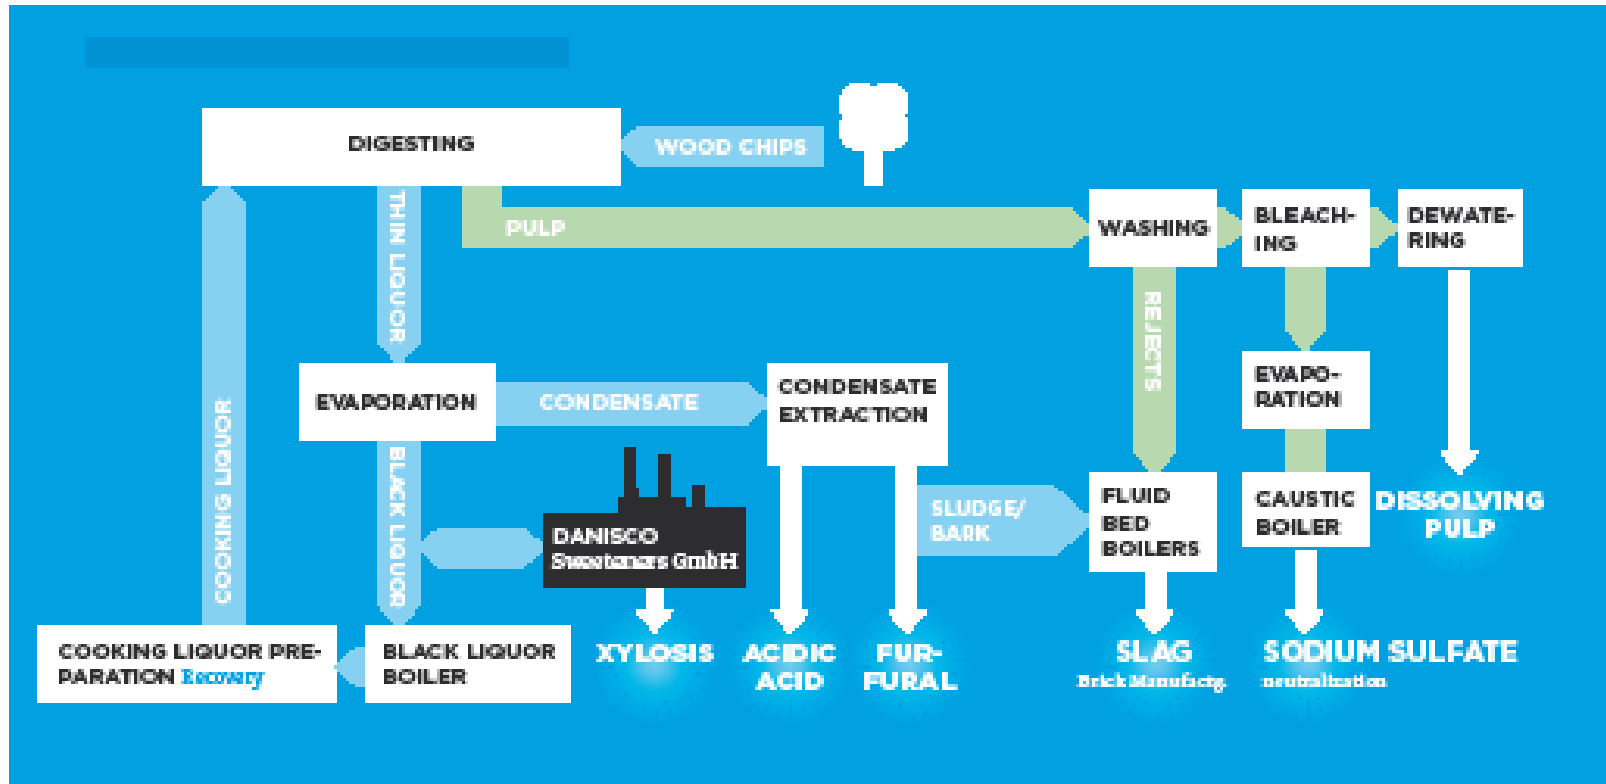 DIGESTING
WOOD CHIPS
THIN LIQUOR
PULP
WASHING
BLEACH-
ING
DEWATE-
RING
REJECTS
COOKING LIQUOR
EVAPORATION
CONDENSATE
CONDENSATE
EXTRACTION
EVAPO-
RATION
BLACK LIQUOR
DANISCO
Sweeteners GmbH
SLUDGE/
BARK
FLUID
BED
BOILERS
CAUSTIC
BOILER
DISSOLVING
PULP
COOKING LIQUOR PRE-
PARATION Recovery
BLACK LIQUOR
BOILER
XYLOSIS
ACIDIC
ACID
FUR-
FURAL
SLAG
Brick Manufactg.
SODIUM SULFATE
neutralization